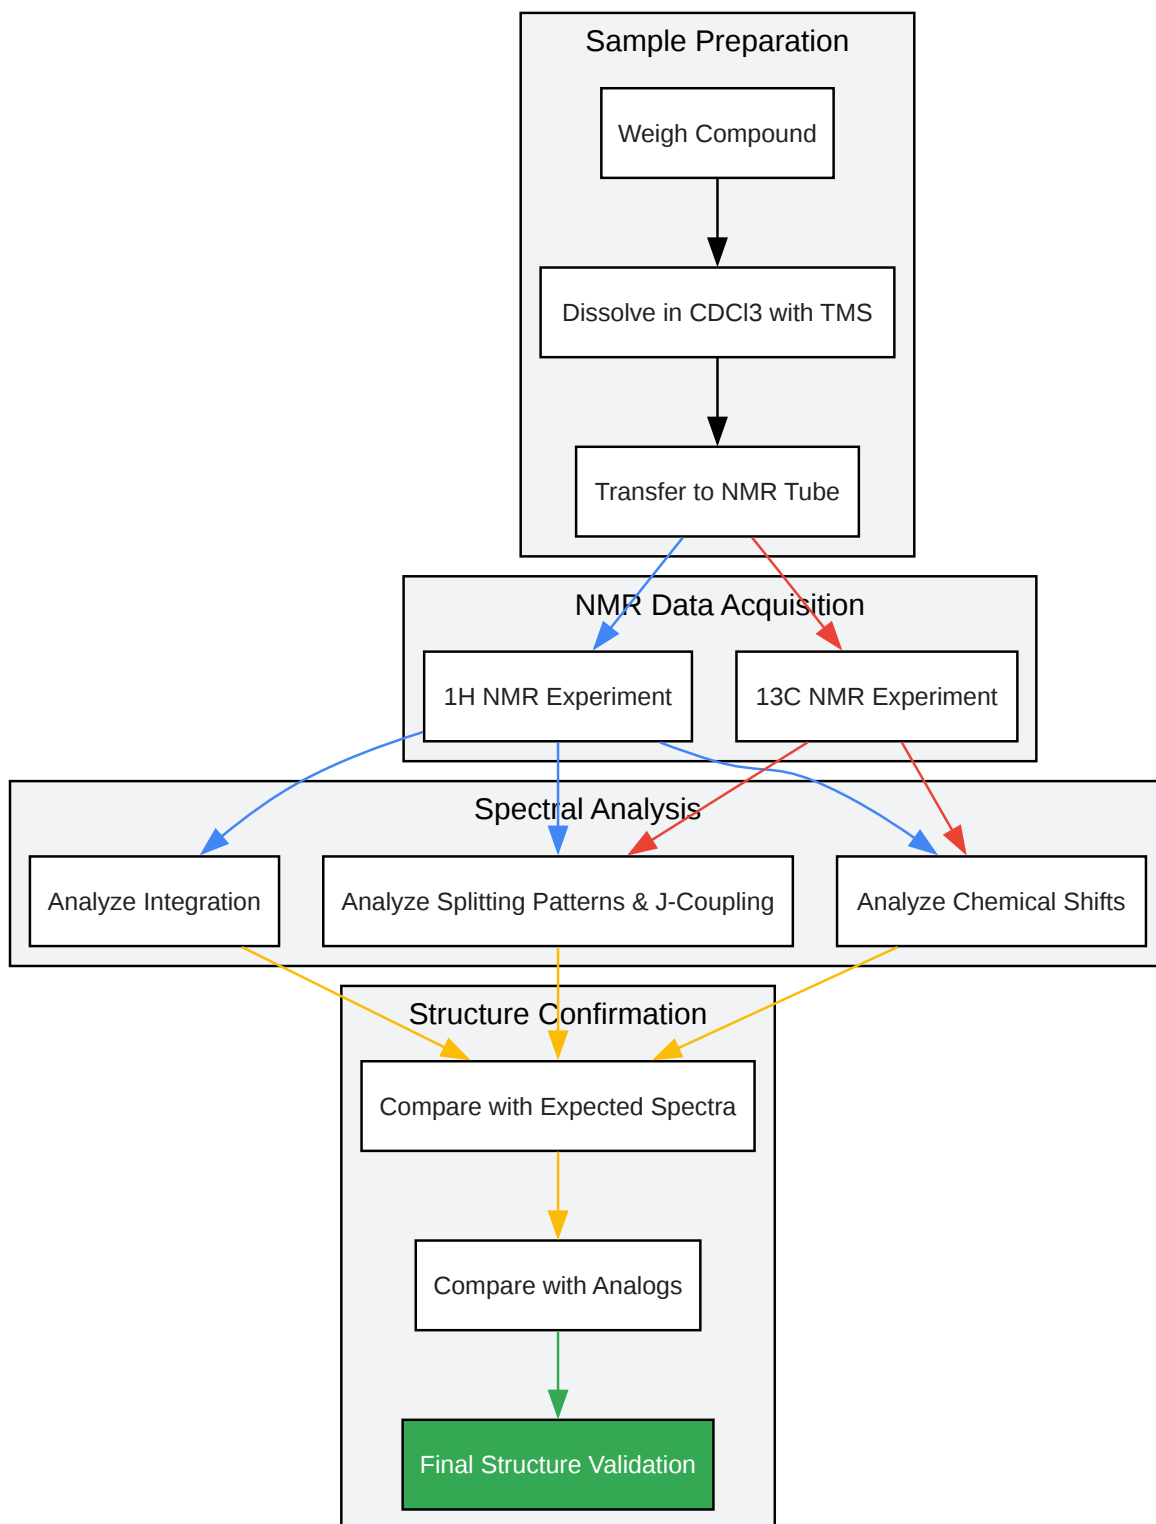 Sample Preparation
Weigh Compound
Dissolve in CDCl3 with TMS
Transfer to NMR Tube
NMR Data Acquisition
1H NMR Experiment
13C NMR Experiment
Spectral Analysis
Analyze Integration
Analyze Splitting Patterns & J-Coupling
Analyze Chemical Shifts
Structure Confirmation
Compare with Expected Spectra
Compare with Analogs
Final Structure Validation